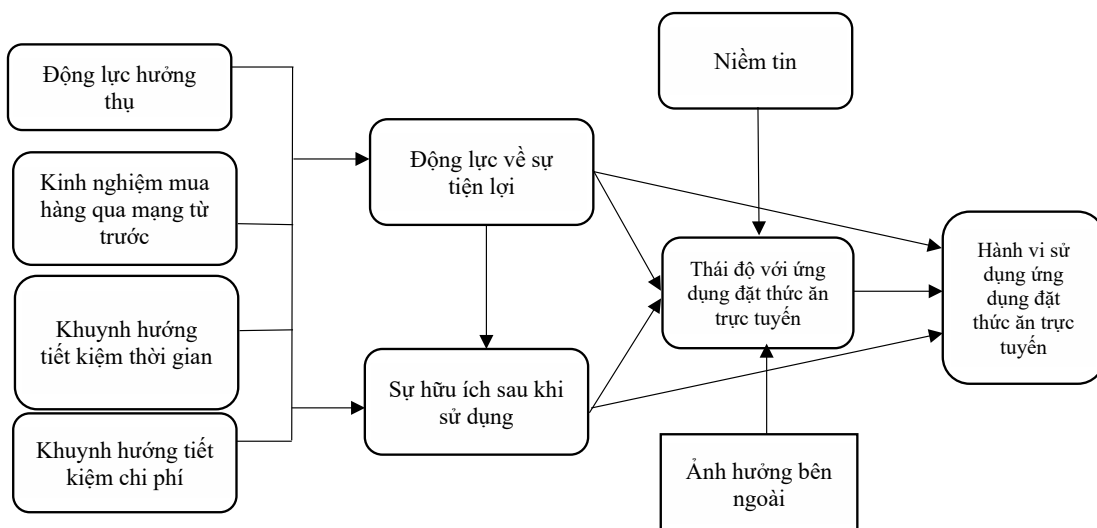 Động lực hưởng
thụ
Kinh nghiệm mua
hàng qua mạng từ
trước
Khuynh hướng
tiết kiệm thời gian
Khuynh hướng tiết
kiệm chi phí
Động lực về sự
tiện lợi
Sự hữu ích sau khi
sử dụng
Niềm tin
Thái độ với ứng
dụng đặt thức ăn
trực tuyến
Ảnh hưởng bên
ngoài
Hành vi sử
dụng ứng
dụng đặt
thức ăn trực
tuyến